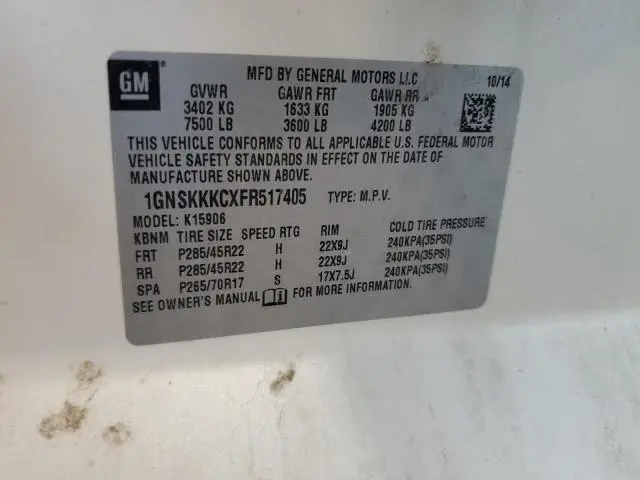 GM
MFD BY GENERAL MOTORS LLC 10/14
GVWR GAWR FRT GAWR RR
3402 KG 1633 KG 1905 KG
7500 LB 3600 LB 4200 LB
THIS VEHICLE CONFORMS TO ALL APPLICABLE U.S. FEDERAL MOTOR
VEHICLE SAFETY STANDARDS IN EFFECT ON THE DATE OF
MANUFACTURE SHOWN ABOVE.
1GNSKKKCXFR517405 TYPE: M.P.V.
MODEL: K15906
KBNM TIRE SIZE SPEED RTG RIM COLD TIRE PRESSURE
FRT P285/45R22 H 22X9J 240KPA(35PSI)
RR P285/45R22 H 22X9J 240KPA(35PSI)
SPA P265/70R17 S 17X7.5J 240KPA(35PSI)
SEE OWNER'S MANUAL FOR MORE INFORMATION.